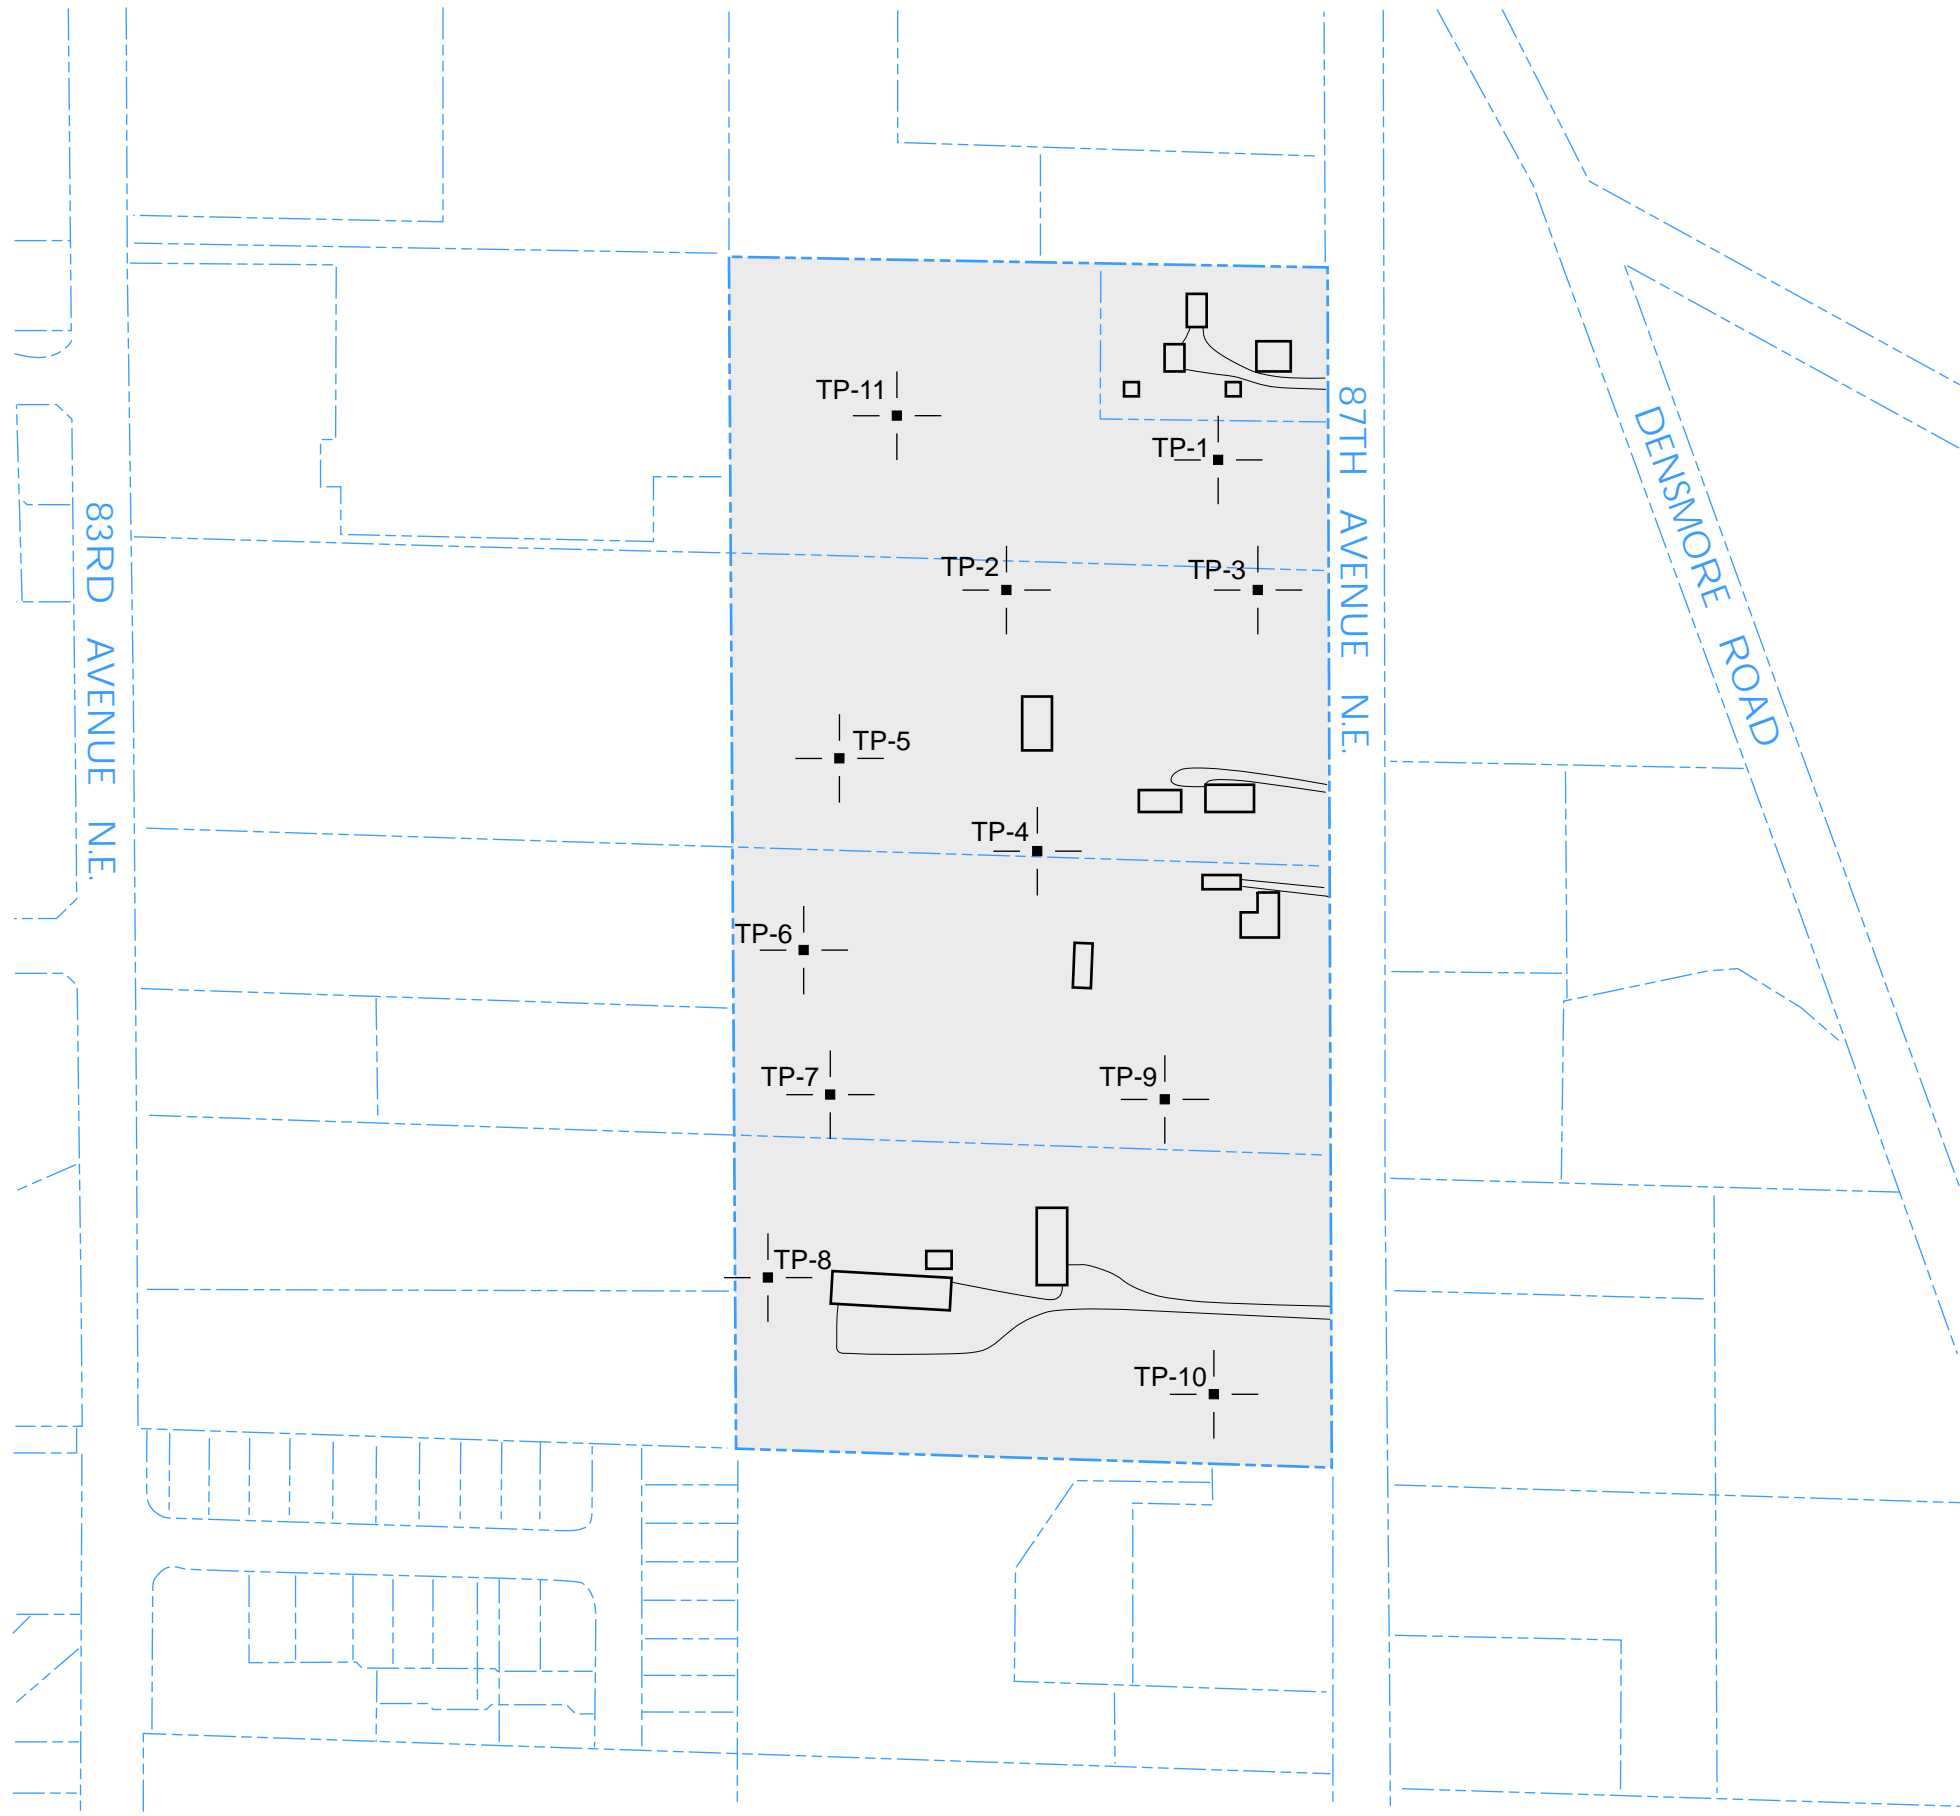 TP-11
TP-1
87TH AVENUE N.E.
DENSMORE ROAD
83RD AVENUE N.E.
TP-2
TP-3
TP-5
TP-4
TP-6
TP-7
TP-9
TP-8
TP-10